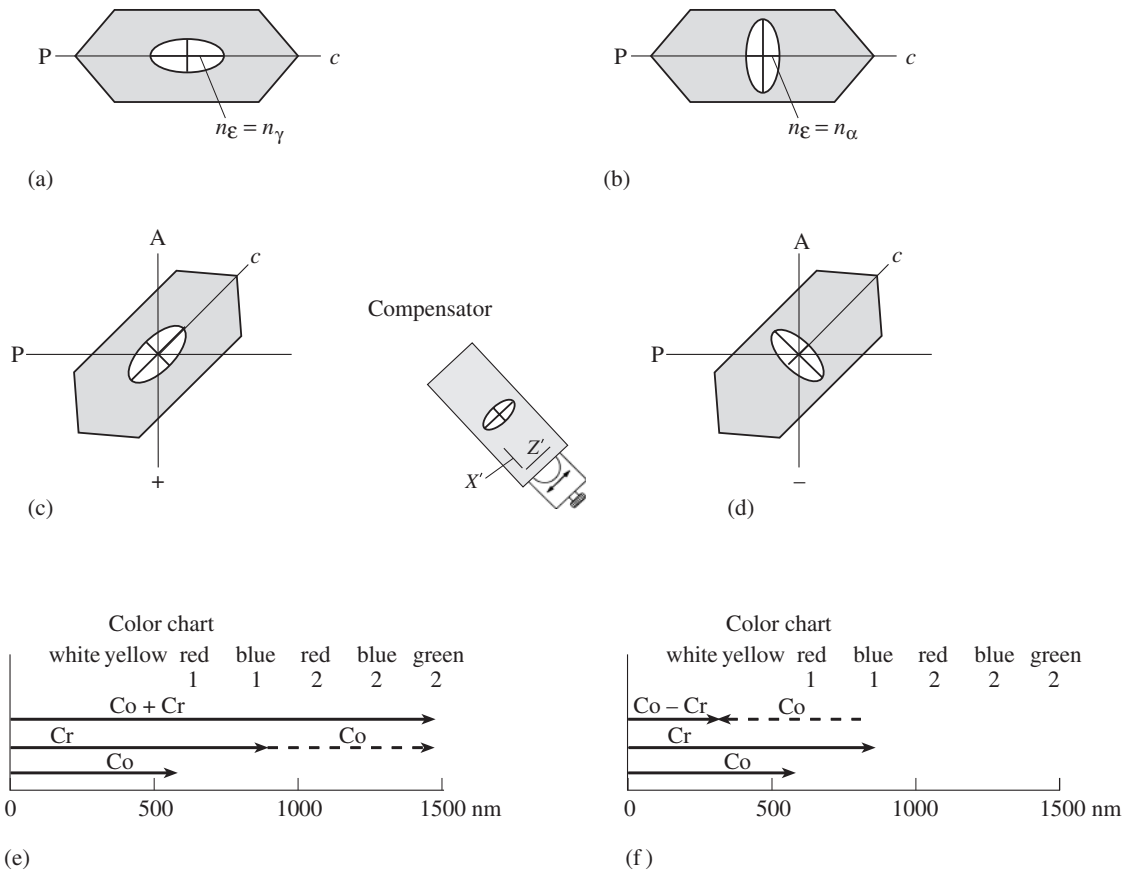 P
c
nε = nγ
(a)
P
c
nε = nα
(b)
A
c
P
+
(c)
Compensator
Z'
X'
A
c
P
–
(d)
Color chart
white yellow red blue red blue green
1 1 2 2 2
Co + Cr
Cr Co
Co
0 500 1000 1500 nm
(e)
Color chart
white yellow red blue red blue green
1 1 2 2 2
Co – Cr Co
Cr
Co
0 500 1000 1500 nm
(f)